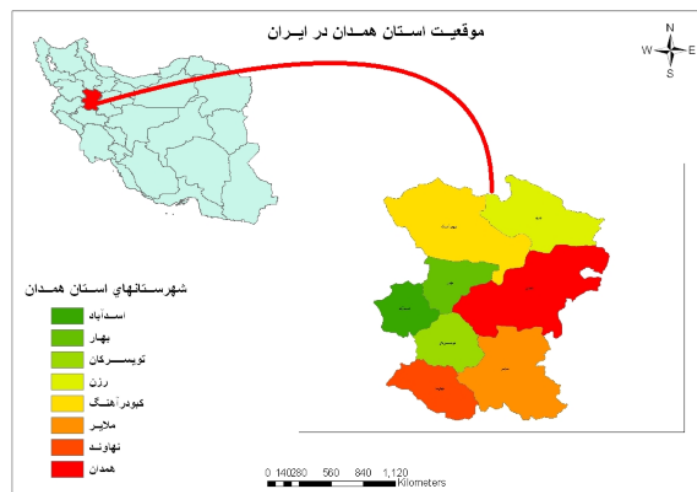 موقعیت استان همدان در ایران
N
W E
S
شهرستانهاي استان همدان
اسدآباد
بهار
تویسرکان
رزن
کبودرآهنگ
ملایر
نهاوند
همدان
0 140280 560 840 1,120
Kilometers